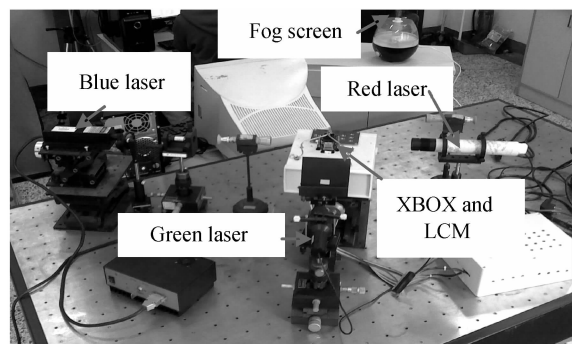 Fog screen
Blue laser
Red laser
XBOX and
LCM
Green laser